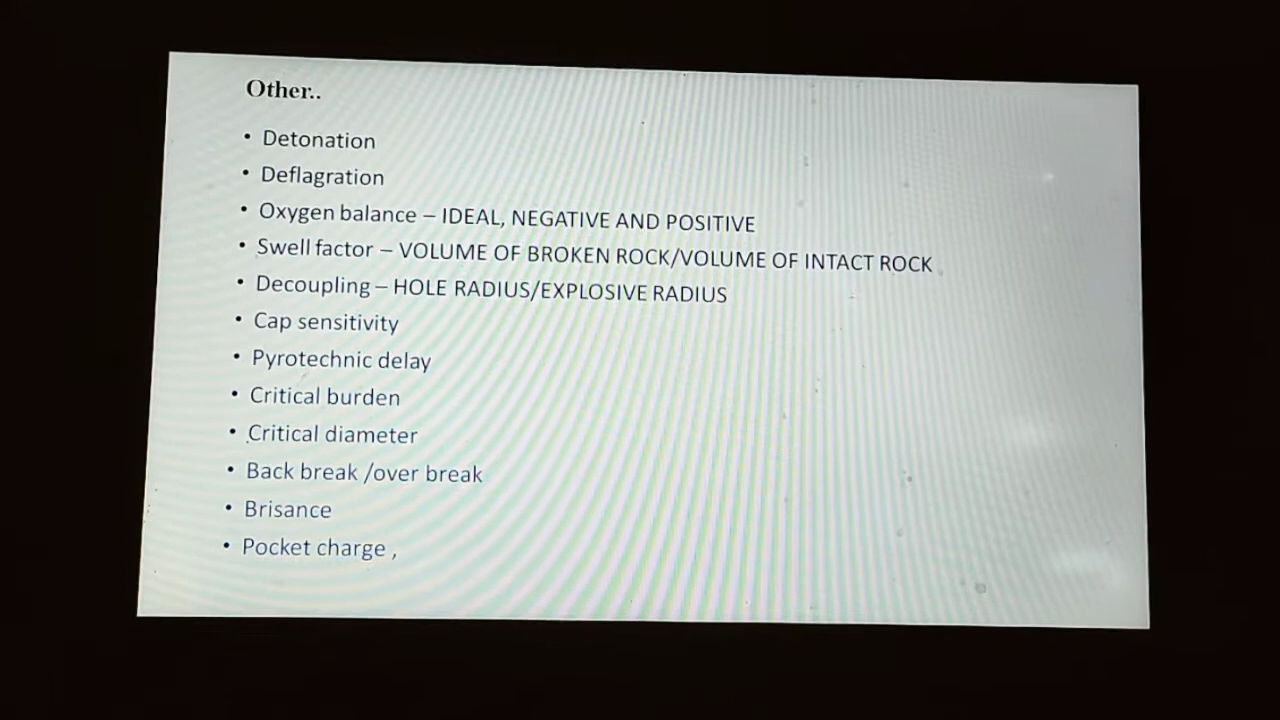 Other..
• Detonation
• Deflagration
• Oxygen balance – IDEAL, NEGATIVE AND POSITIVE
• Swell factor – VOLUME OF BROKEN ROCK/VOLUME OF INTACT ROCK
• Decoupling – HOLE RADIUS/EXPLOSIVE RADIUS
• Cap sensitivity
• Pyrotechnic delay
• Critical burden
• Critical diameter
• Back break /over break
• Brisance
• Pocket charge ,